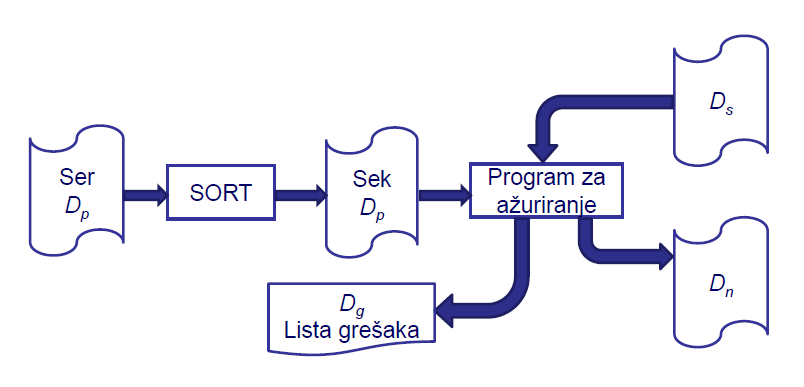 Ser
Dp
SORT
Sek
Dp
Program za
ažuriranje
Ds
Dn
Dg
Lista grešaka